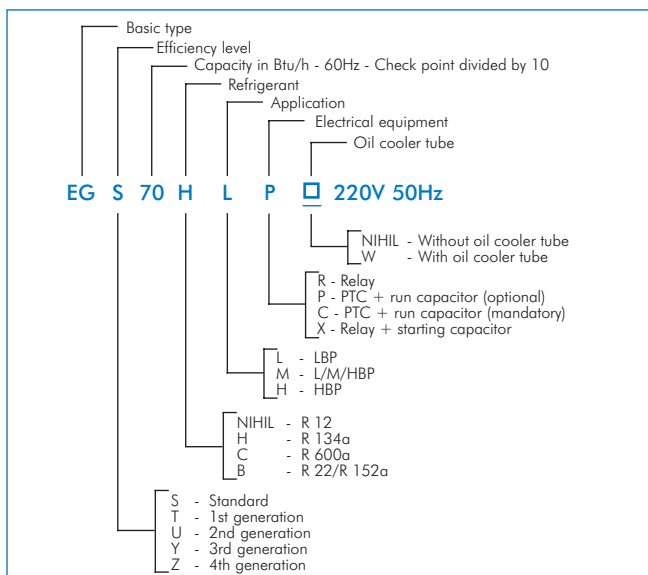 Basic type
Efficiency level
Capacity in Btu/h - 60Hz - Check point divided by 10
Refrigerant
Application
Electrical equipment
Oil cooler tube
EG S 70 H L P 220V 50Hz
NIHIL - Without oil cooler tube
W - With oil cooler tube
R - Relay
P - PTC + run capacitor (optional)
C - PTC + run capacitor (mandatory)
X - Relay + starting capacitor
L - LBP
M - L/M/HBP
H - HBP
NIHIL - R 12
H - R 134a
C - R 600a
B - R 22/R 152a
S - Standard
T - 1st generation
U - 2nd generation
Y - 3rd generation
Z - 4th generation